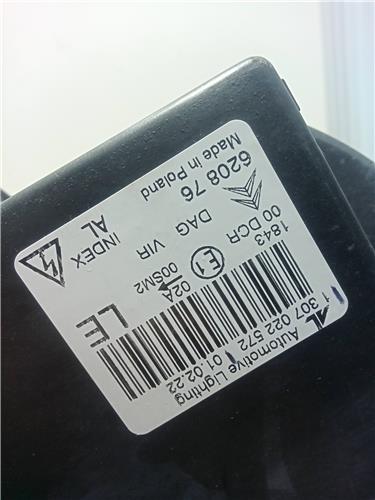 AL Automotive Lighting
1 307 022 572 01.02.22
LE
1843
00 DCR
E1
02A
00SM2
DAG
VIR
INDEX
AL
6208 76
Made in Poland